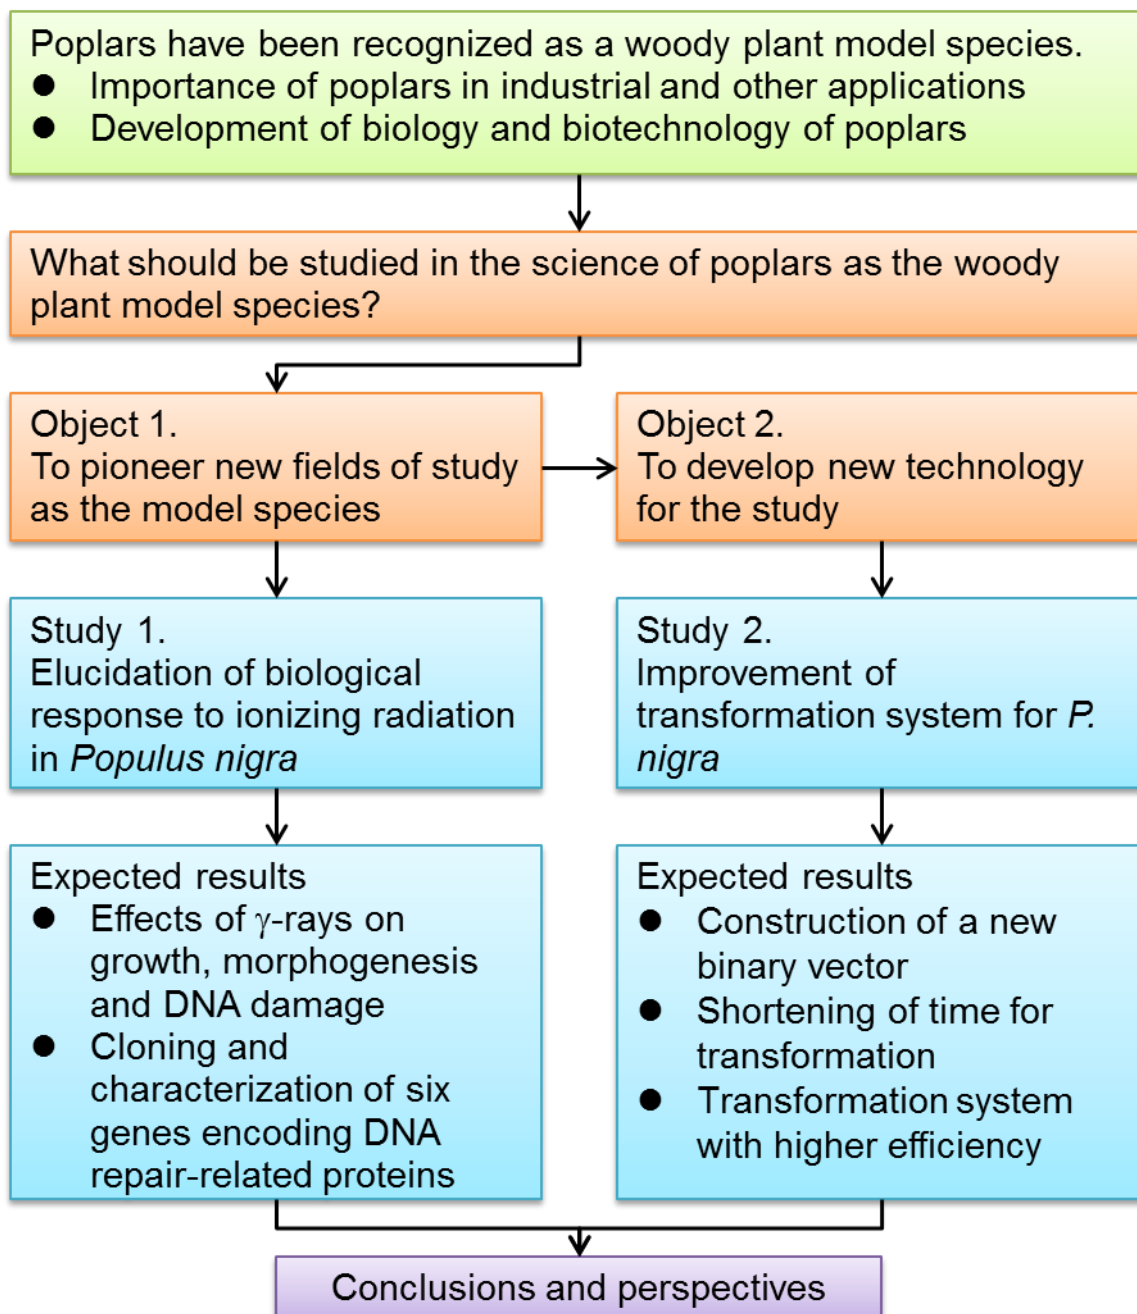 Poplars have been recognized as a woody plant model species.
● Importance of poplars in industrial and other applications
● Development of biology and biotechnology of poplars
What should be studied in the science of poplars as the woody
plant model species?
Object 1.
To pioneer new fields of study
as the model species
Object 2.
To develop new technology
for the study
Study 1.
Elucidation of biological
response to ionizing radiation
in Populus nigra
Study 2.
Improvement of
transformation system for P.
nigra
Expected results
● Effects of γ-rays on
growth, morphogenesis
and DNA damage
● Cloning and
characterization of six
genes encoding DNA
repair-related proteins
Expected results
● Construction of a new
binary vector
● Shortening of time for
transformation
● Transformation system
with higher efficiency
Conclusions and perspectives